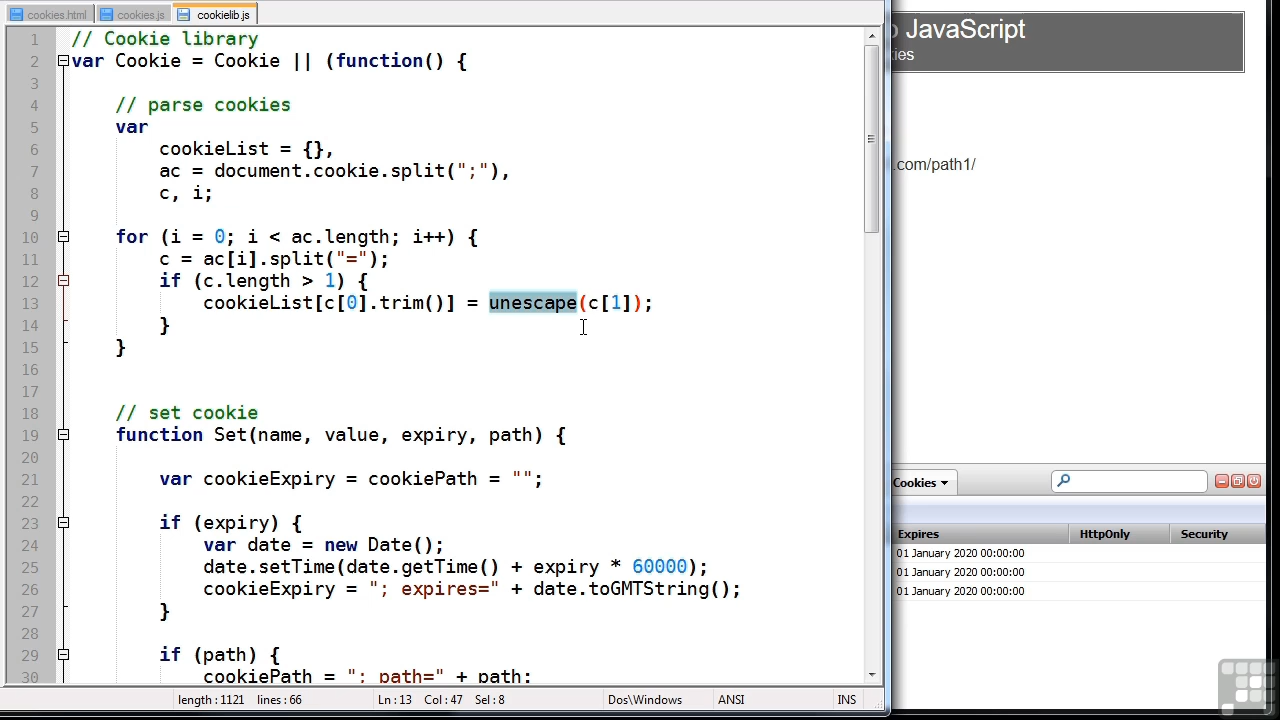 cookies.html cookies.js cookielib.js
1 // Cookie library
2 var Cookie = Cookie || (function() {
3
4 // parse cookies
5 var
6 cookieList = {},
7 ac = document.cookie.split(";"),
8 c, i;
9
10 for (i = 0; i < ac.length; i++) {
11 c = ac[i].split("=");
12 if (c.length > 1) {
13 cookieList[c[0].trim()] = unescape(c[1]);
14 }
15 }
16
17
18 // set cookie
19 function Set(name, value, expiry, path) {
20
21 var cookieExpiry = cookiePath = "";
22
23 if (expiry) {
24 var date = new Date();
25 date.setTime(date.getTime() + expiry * 60000);
26 cookieExpiry = "; expires=" + date.toGMTString();
27 }
28
29 if (path) {
30 cookiePath = "; path=" + path;
length : 1121 lines : 66 Ln : 13 Col : 47 Sel : 8 Dos\Windows ANSI INS
JavaScript
.com/path1/
Cookies
Expires HttpOnly Security
01 January 2020 00:00:00
01 January 2020 00:00:00
01 January 2020 00:00:00